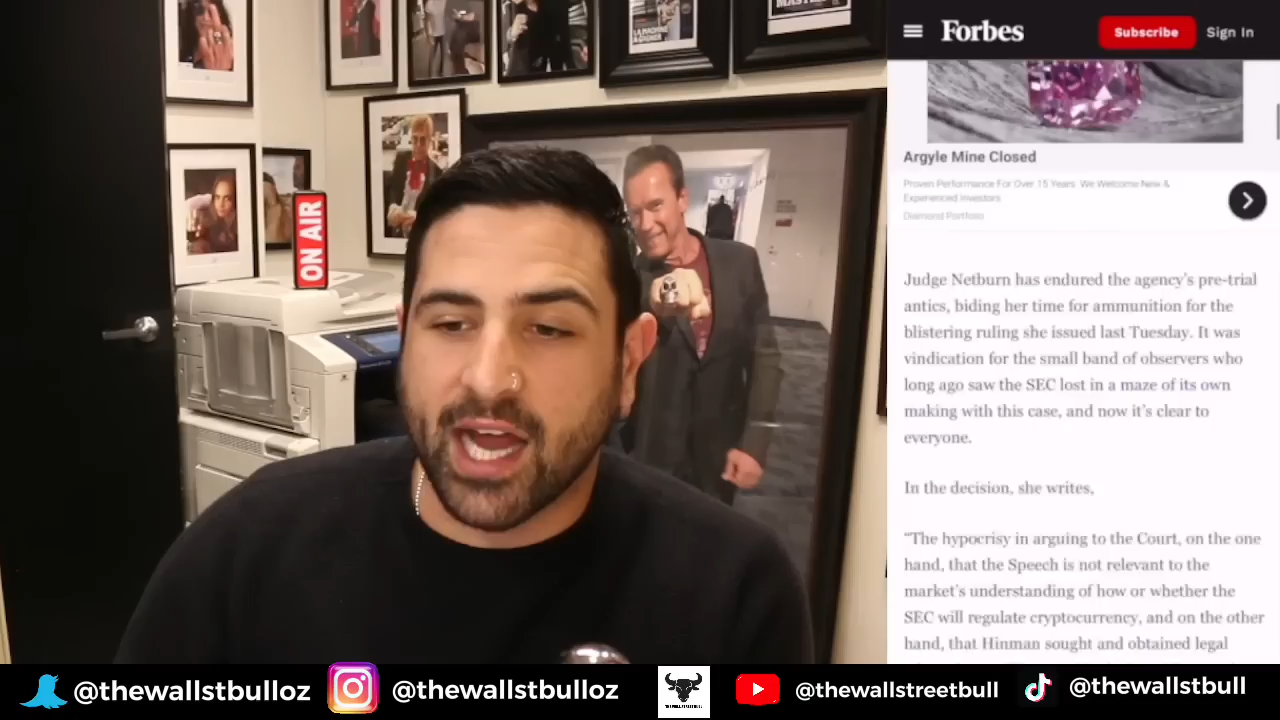 LA MACHINE
À GAGNER
ON AIR
Forbes
Subscribe
Sign In
Argyle Mine Closed
Proven Performance For Over 15 Years. We Welcome New &
Experienced Investors
Diamond Portfolio
Judge Netburn has endured the agency's pre-trial
antics, biding her time for ammunition for the
blistering ruling she issued last Tuesday. It was
vindication for the small band of observers who
long ago saw the SEC lost in a maze of its own
making with this case, and now it's clear to
everyone.
In the decision, she writes,
"The hypocrisy in arguing to the Court, on the one
hand, that the Speech is not relevant to the
market's understanding of how or whether the
SEC will regulate cryptocurrency, and on the other
hand, that Hinman sought and obtained legal
@thewallstbulloz
@thewallstbulloz
THEWALLSTREETBULL
@thewallstreetbull
@thewallstbull